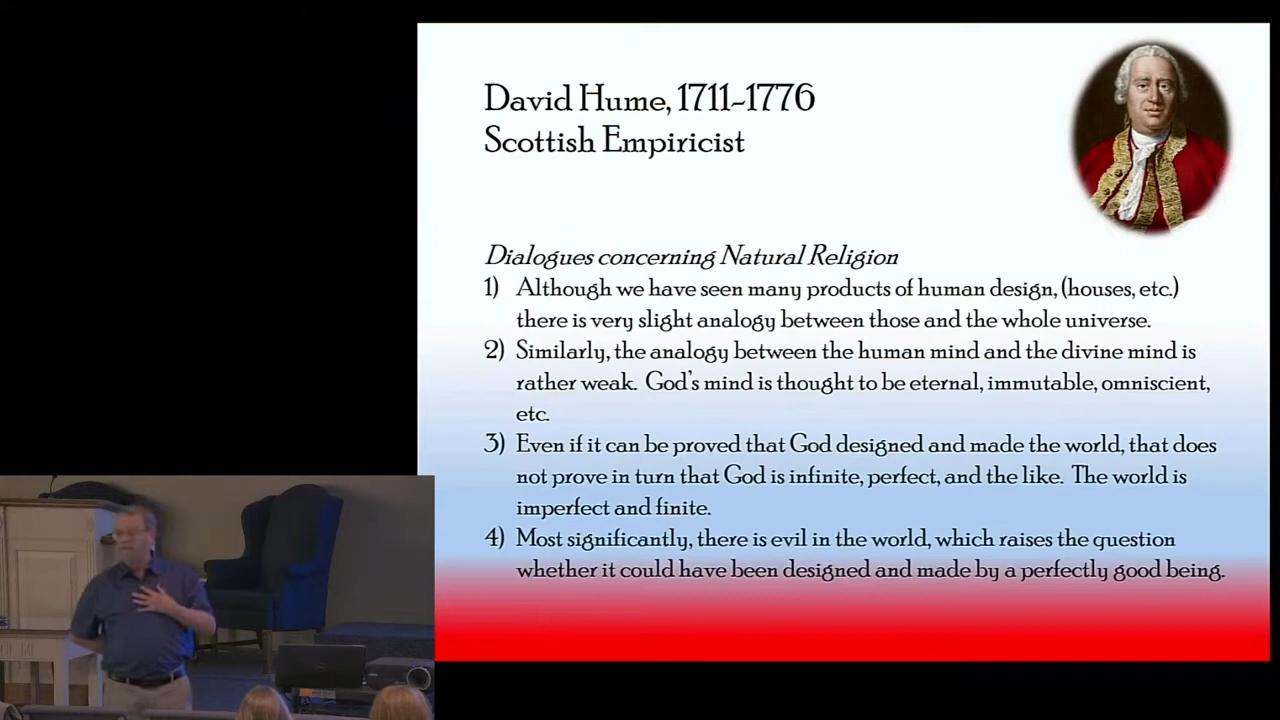 David Hume, 1711-1776
Scottish Empiricist
Dialogues concerning Natural Religion
1) Although we have seen many products of human design, (houses, etc.)
there is very slight analogy between those and the whole universe.
2) Similarly, the analogy between the human mind and the divine mind is
rather weak. God's mind is thought to be eternal, immutable, omniscient,
etc.
3) Even if it can be proved that God designed and made the world, that does
not prove in turn that God is infinite, perfect, and the like. The world is
imperfect and finite.
4) Most significantly, there is evil in the world, which raises the question
whether it could have been designed and made by a perfectly good being.
OF ME